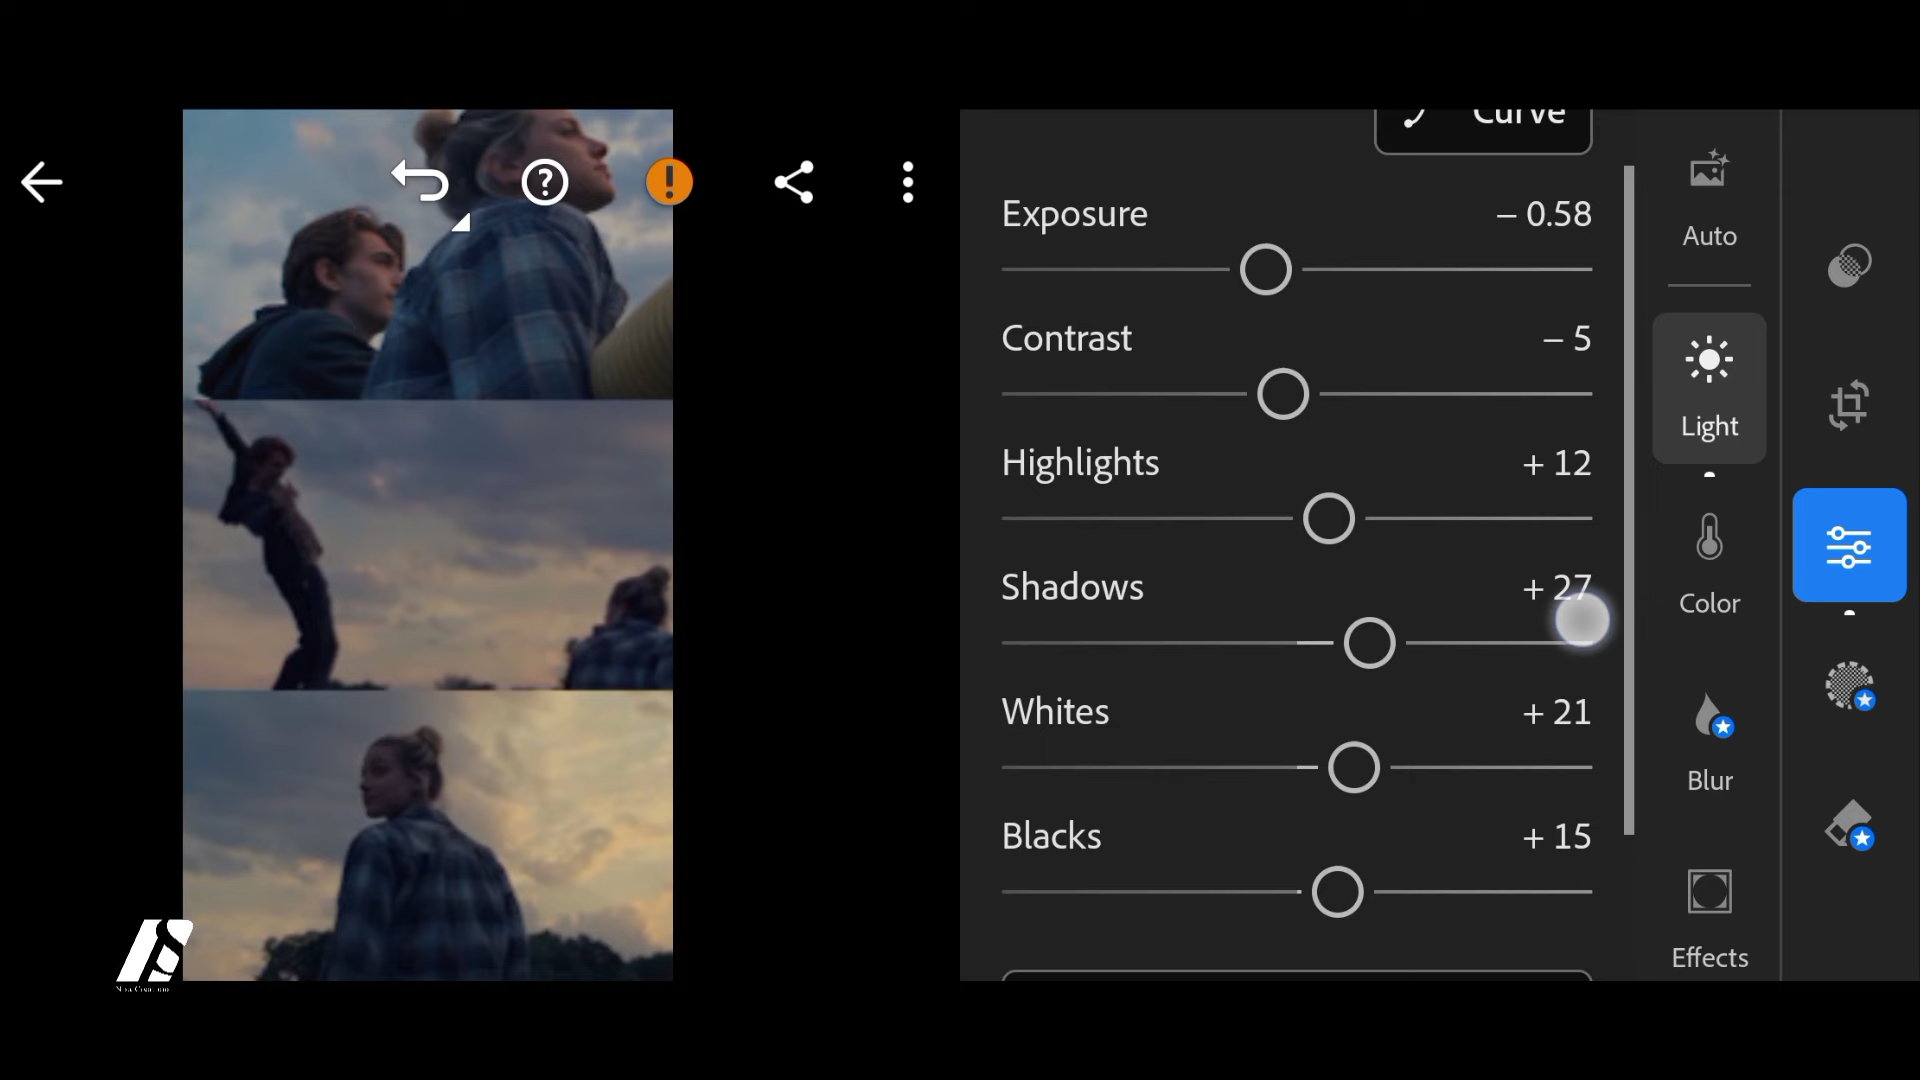 Curve
Exposure − 0.58
Contrast − 5
Highlights + 12
Shadows + 27
Whites + 21
Blacks + 15
Auto
Light
Color
Blur
Effects